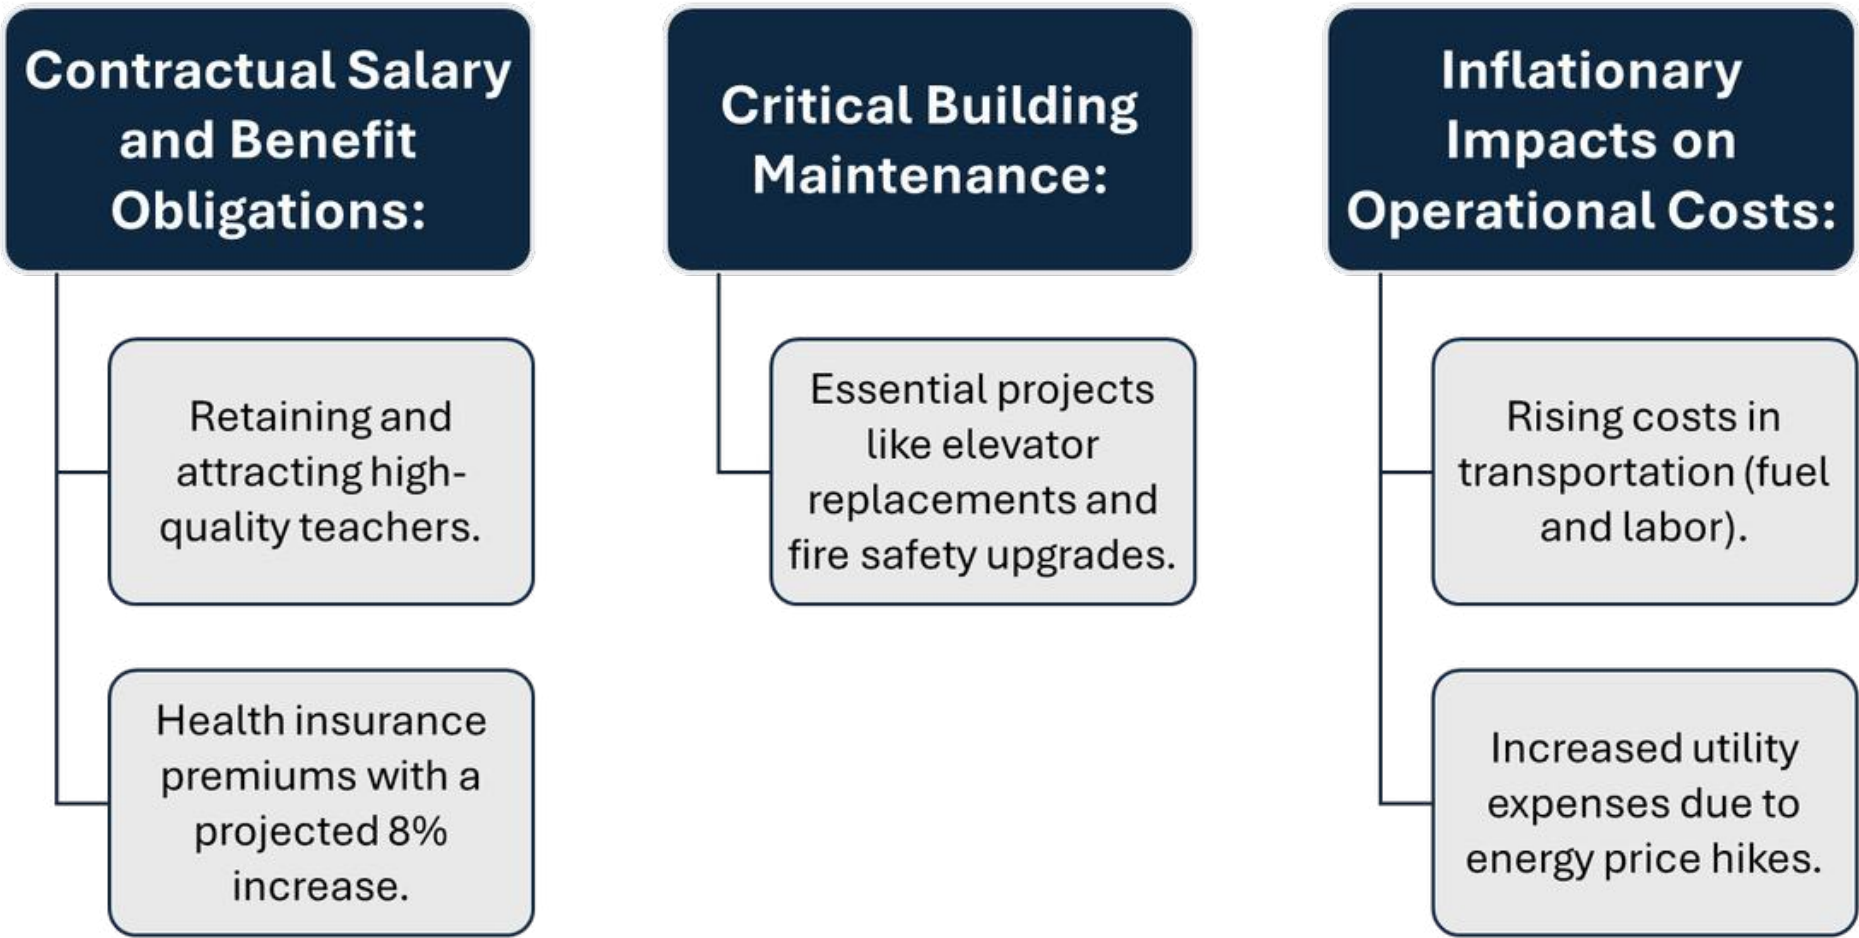 Contractual Salary
and Benefit
Obligations:
Retaining and
attracting high-
quality teachers.
Health insurance
premiums with a
projected 8%
increase.
Critical Building
Maintenance:
Essential projects
like elevator
replacements and
fire safety upgrades.
Inflationary
Impacts on
Operational Costs:
Rising costs in
transportation (fuel
and labor).
Increased utility
expenses due to
energy price hikes.